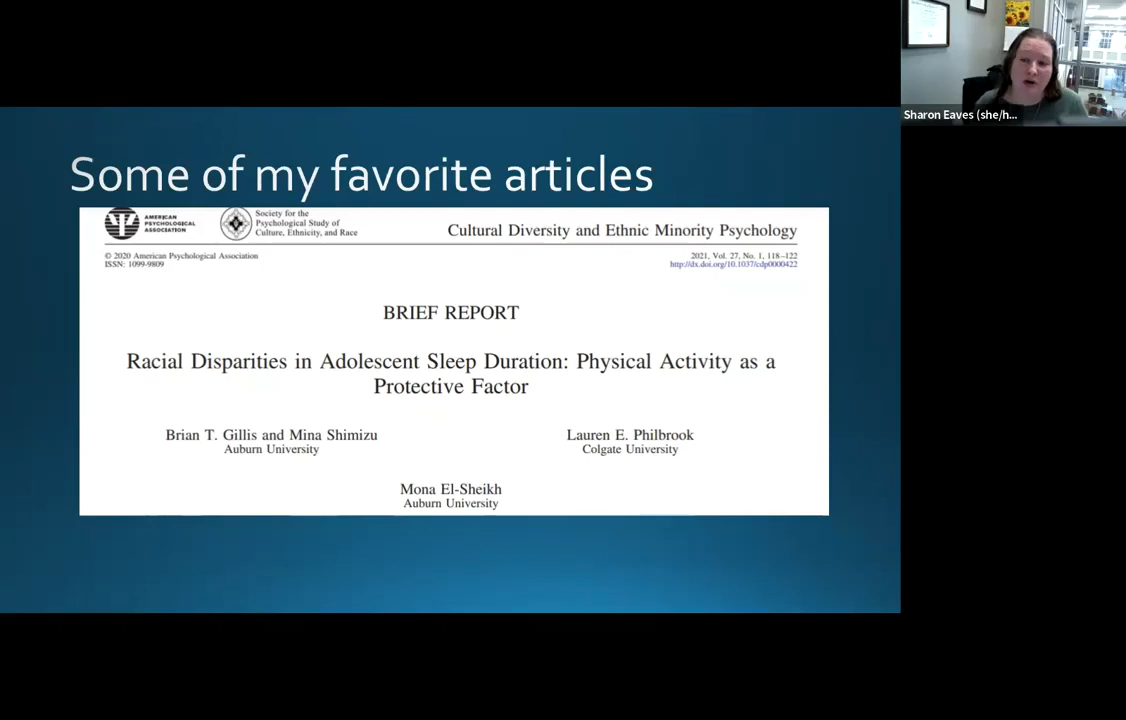 Sharon Eaves (she/h...
Some of my favorite articles
AMERICAN
PSYCHOLOGICAL
ASSOCIATION
Society for the
Psychological Study of
Culture, Ethnicity, and Race
Cultural Diversity and Ethnic Minority Psychology
© 2020 American Psychological Association
ISSN: 1099-9809
2021, Vol. 27, No. 1, 118–122
http://dx.doi.org/10.1037/cdp0000422
BRIEF REPORT
Racial Disparities in Adolescent Sleep Duration: Physical Activity as a
Protective Factor
Brian T. Gillis and Mina Shimizu
Auburn University
Lauren E. Philbrook
Colgate University
Mona El-Sheikh
Auburn University